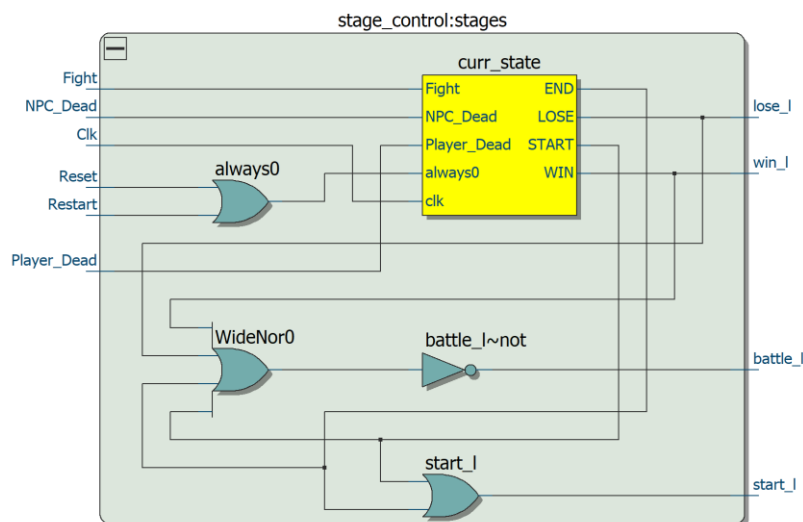 stage_control:stages
curr_state
Fight
Fight
END
NPC_Dead
NPC_Dead
LOSE
lose_l
Clk
Player_Dead
START
always0
Reset
always0
WIN
win_l
Restart
clk
Player_Dead
WideNor0
battle_l~not
battle_l
start_l
start_l